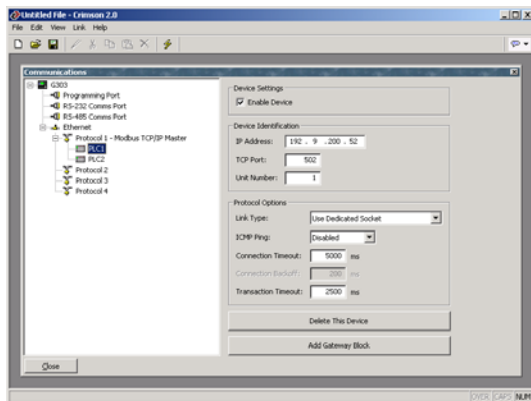 Untitled File - Crimson 2.0
File Edit View Link Help
Communications
G303
Programming Port
RS-232 Comms Port
RS-485 Comms Port
Ethernet
Protocol 1 - Modbus TCP/IP Master
PLC1
PLC2
Protocol 2
Protocol 3
Protocol 4
Device Settings
Enable Device
Device Identification
IP Address: 192 . 9 .200 . 52
TCP Port: 502
Unit Number: 1
Protocol Options
Link Type: Use Dedicated Socket
ICMP Ping: Disabled
Connection Timeout: 5000 ms
Connection Backoff: 200 ms
Transaction Timeout: 2500 ms
Delete This Device
Add Gateway Block
Close
OVER CAPS NUM